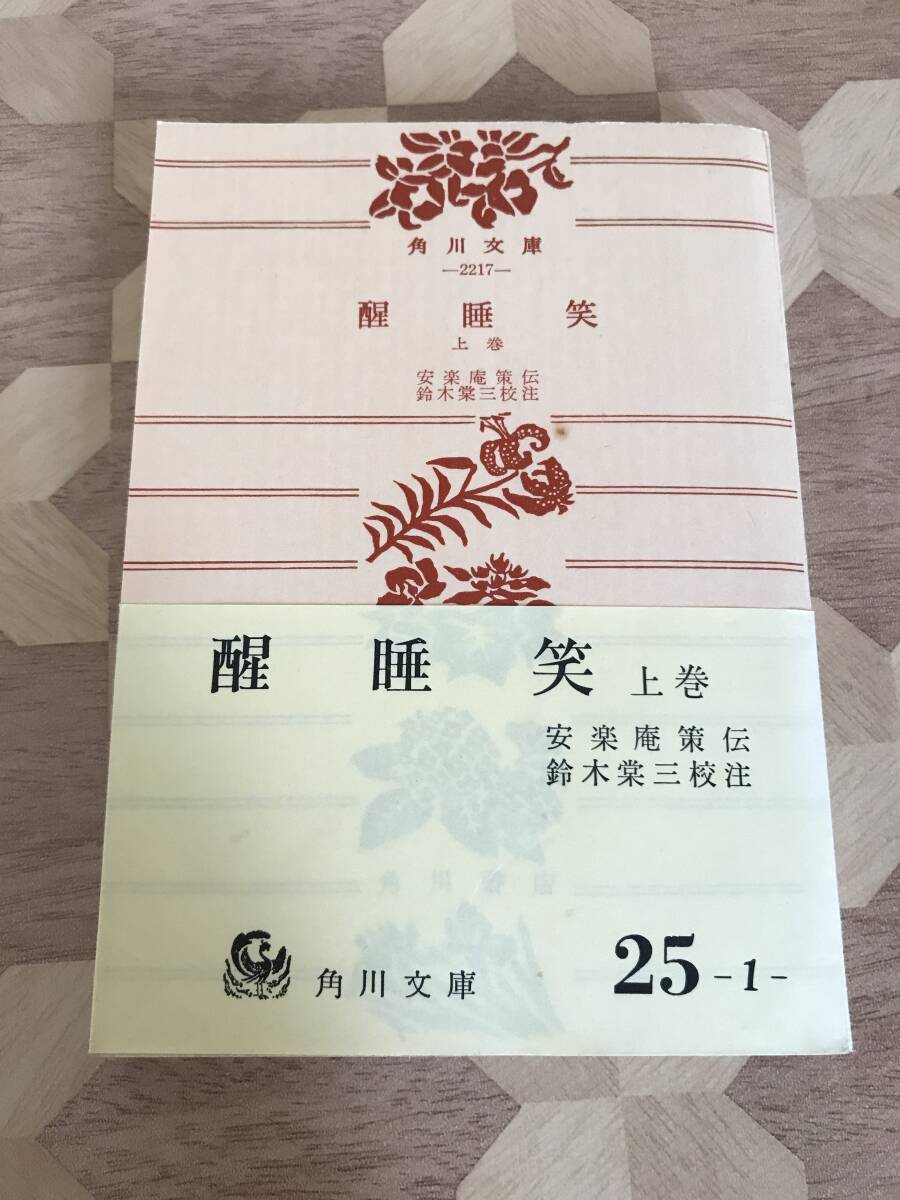 角川文庫
—2217—
醒睡笑
上巻
安楽庵策伝
鈴木棠三校注
醒睡笑 上巻
安楽庵策伝
鈴木棠三校注
角川文庫 25-1-